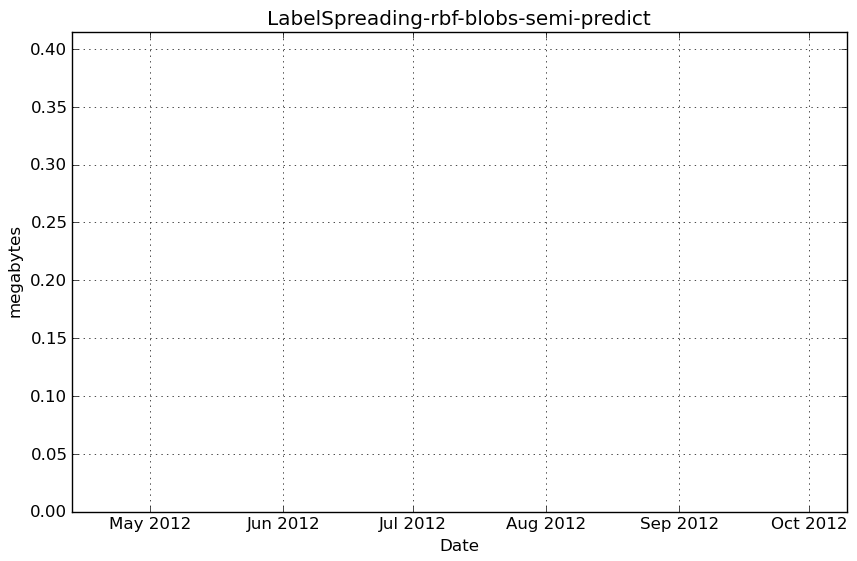 LabelSpreading-rbf-blobs-semi-predict
0.40
0.35
0.30
0.25
0.20
0.15
0.10
0.05
0.00
megabytes
May 2012 Jun 2012 Jul 2012 Aug 2012 Sep 2012 Oct 2012
Date